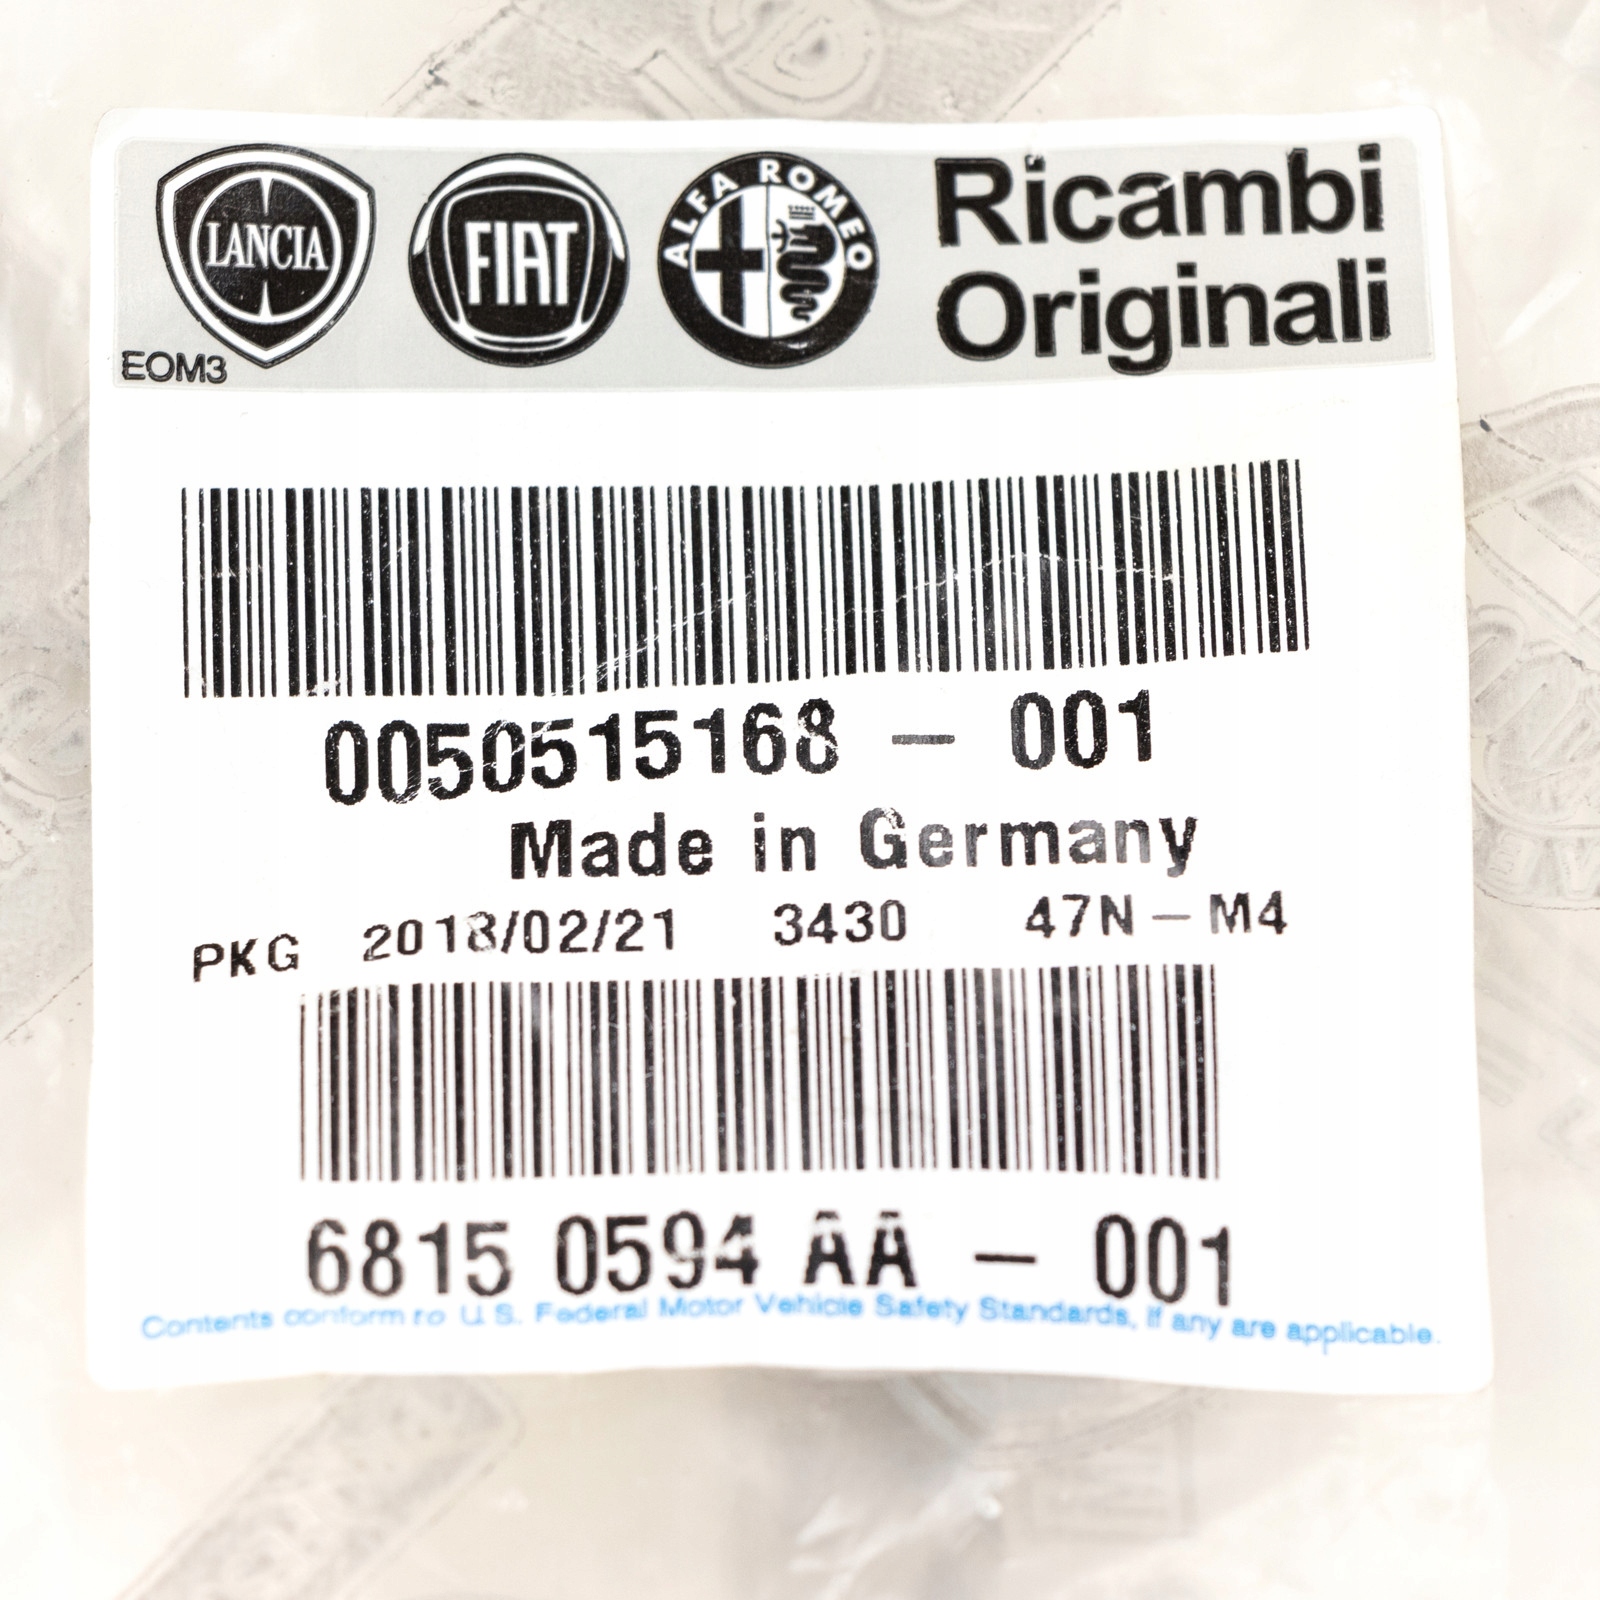 LANCIA
FIAT
ALFA ROMEO
Ricambi
Originali
EOM3
0050515168 - 001
Made in Germany
PKG 2018/02/21 3430 47N - M4
6815 0594 AA - 001
Contents conform to U.S. Federal Motor Vehicle Safety Standards, if any are applicable.